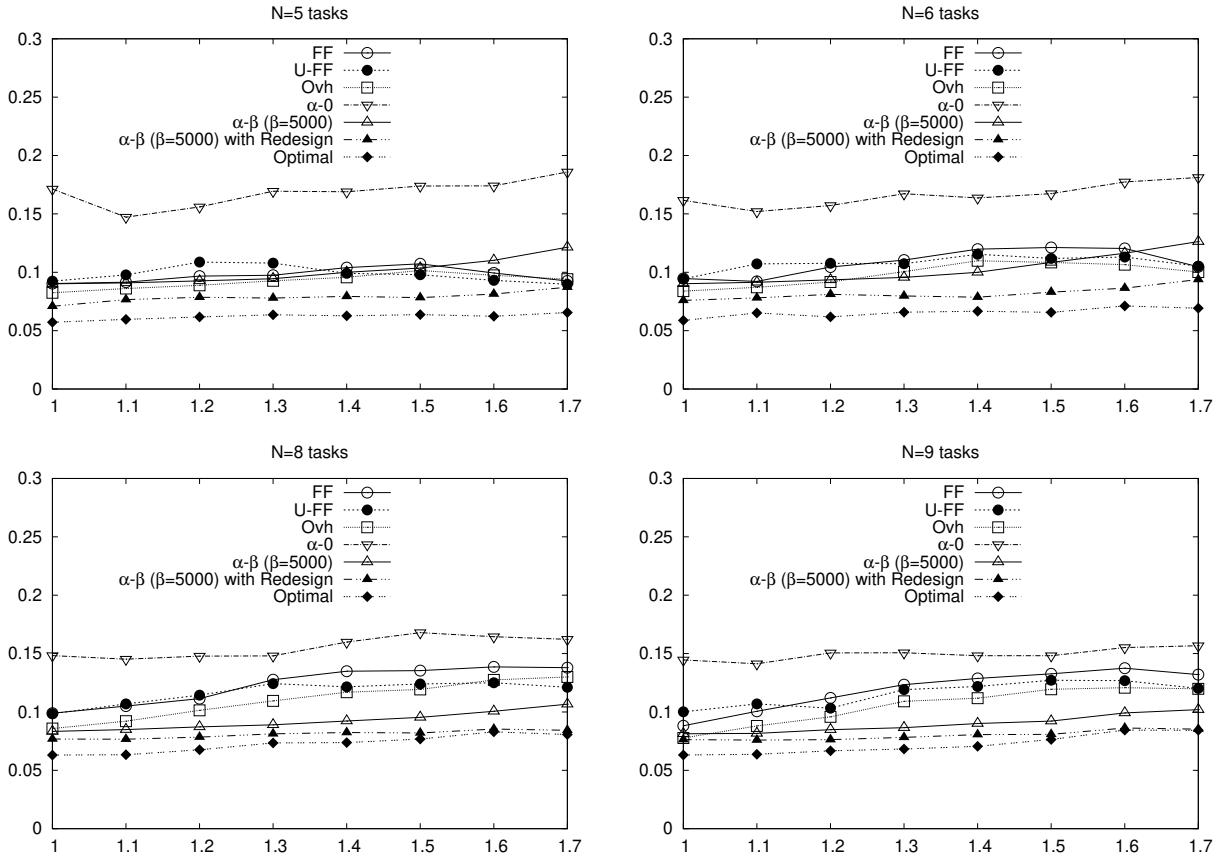 N=5 tasks
0.3
0.25
0.2
0.15
0.1
0.05
0
FF
U-FF
Ovh
α-0
α-β (β=5000)
α-β (β=5000) with Redesign
Optimal
1 1.1 1.2 1.3 1.4 1.5 1.6 1.7
N=6 tasks
0.3
0.25
0.2
0.15
0.1
0.05
0
FF
U-FF
Ovh
α-0
α-β (β=5000)
α-β (β=5000) with Redesign
Optimal
1 1.1 1.2 1.3 1.4 1.5 1.6 1.7
N=8 tasks
0.3
0.25
0.2
0.15
0.1
0.05
0
FF
U-FF
Ovh
α-0
α-β (β=5000)
α-β (β=5000) with Redesign
Optimal
1 1.1 1.2 1.3 1.4 1.5 1.6 1.7
N=9 tasks
0.3
0.25
0.2
0.15
0.1
0.05
0
FF
U-FF
Ovh
α-0
α-β (β=5000)
α-β (β=5000) with Redesign
Optimal
1 1.1 1.2 1.3 1.4 1.5 1.6 1.7